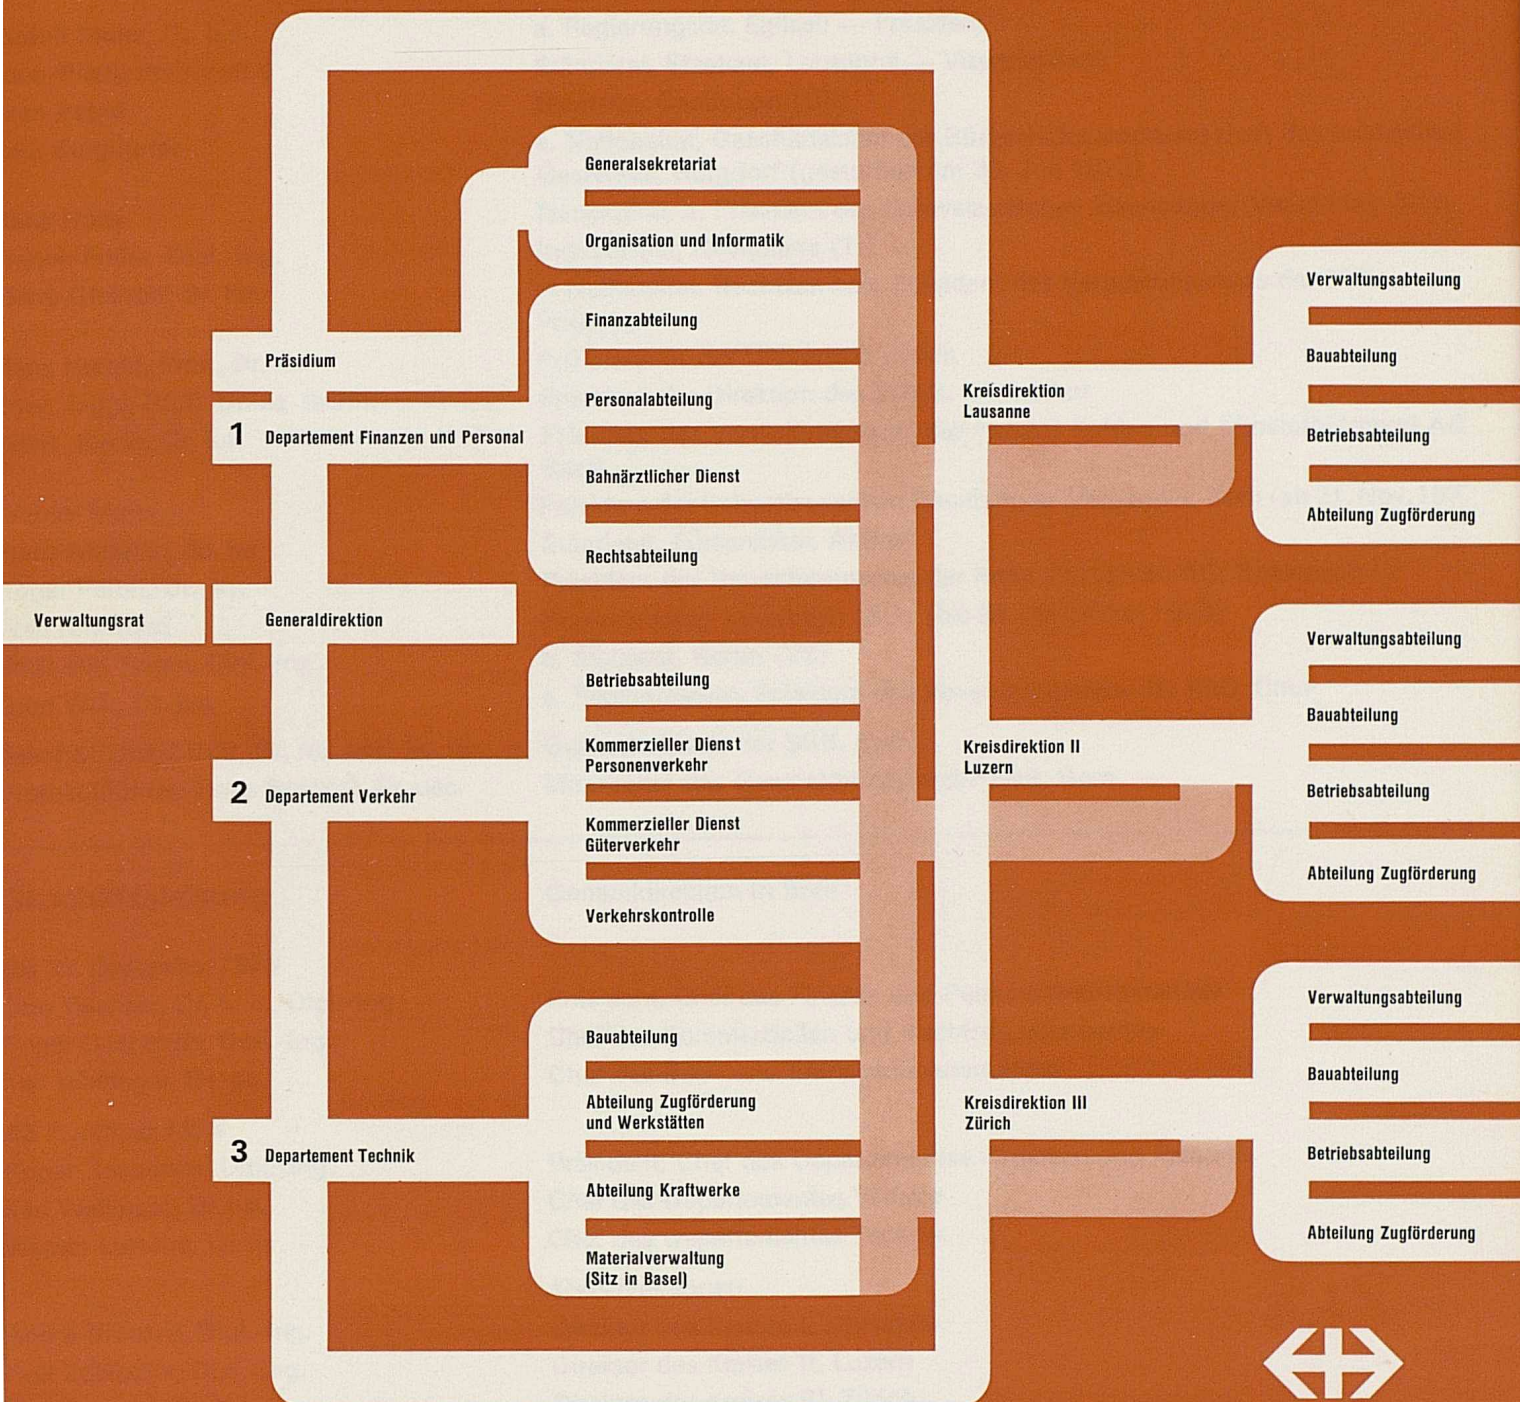 Verwaltungsrat
Generaldirektion
Präsidium
Generalsekretariat
Organisation und Informatik
1 Departement Finanzen und Personal
Finanzabteilung
Personalabteilung
Bahnärztlicher Dienst
Rechtsabteilung
2 Departement Verkehr
Betriebsabteilung
Kommerzieller Dienst
Personenverkehr
Kommerzieller Dienst
Güterverkehr
Verkehrskontrolle
3 Departement Technik
Bauabteilung
Abteilung Zugförderung
und Werkstätten
Abteilung Kraftwerke
Materialverwaltung
(Sitz in Basel)
Kreisdirektion
Lausanne
Verwaltungsabteilung
Bauabteilung
Betriebsabteilung
Abteilung Zugförderung
Kreisdirektion II
Luzern
Verwaltungsabteilung
Bauabteilung
Betriebsabteilung
Abteilung Zugförderung
Kreisdirektion III
Zürich
Verwaltungsabteilung
Bauabteilung
Betriebsabteilung
Abteilung Zugförderung